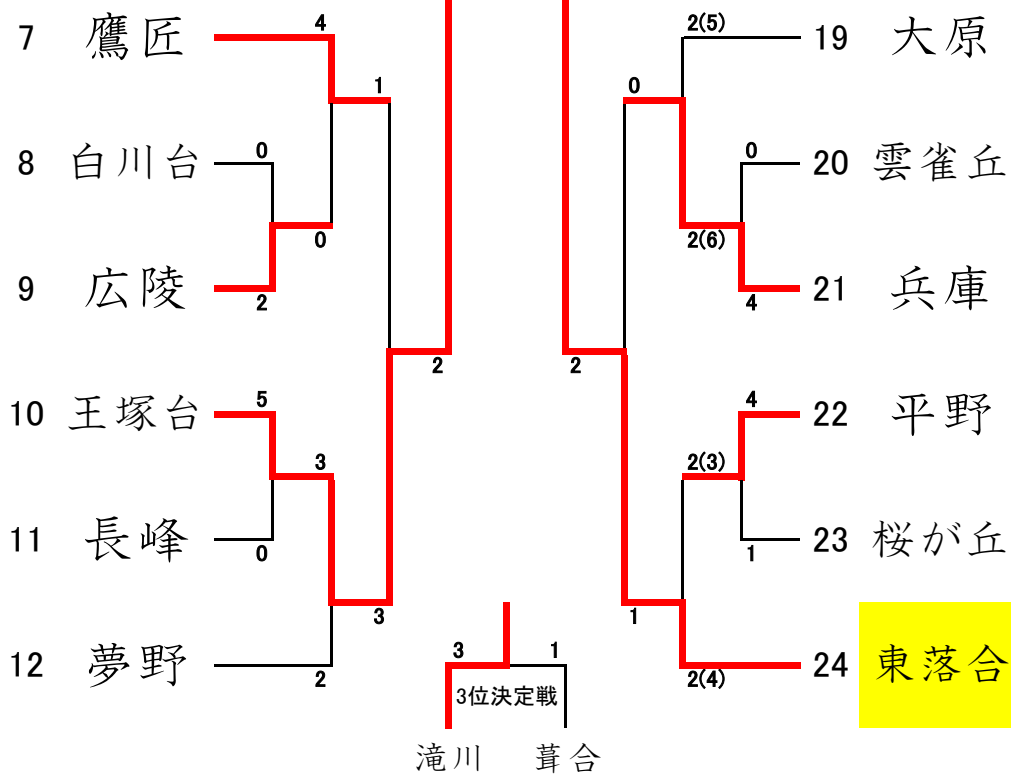 7 鷹匠 4
1
8 白川台 0
0
9 広陵 2
2
10 王塚台 5
3
11 長峰 0
3
12 夢野 2
2(5) 19 大原
0
0 20 雲雀丘
2(6)
4 21 兵庫
2
4 22 平野
2(3)
1 23 桜が丘
1
2(4) 24 東落合
3 1
3位決定戦
滝川 葺合